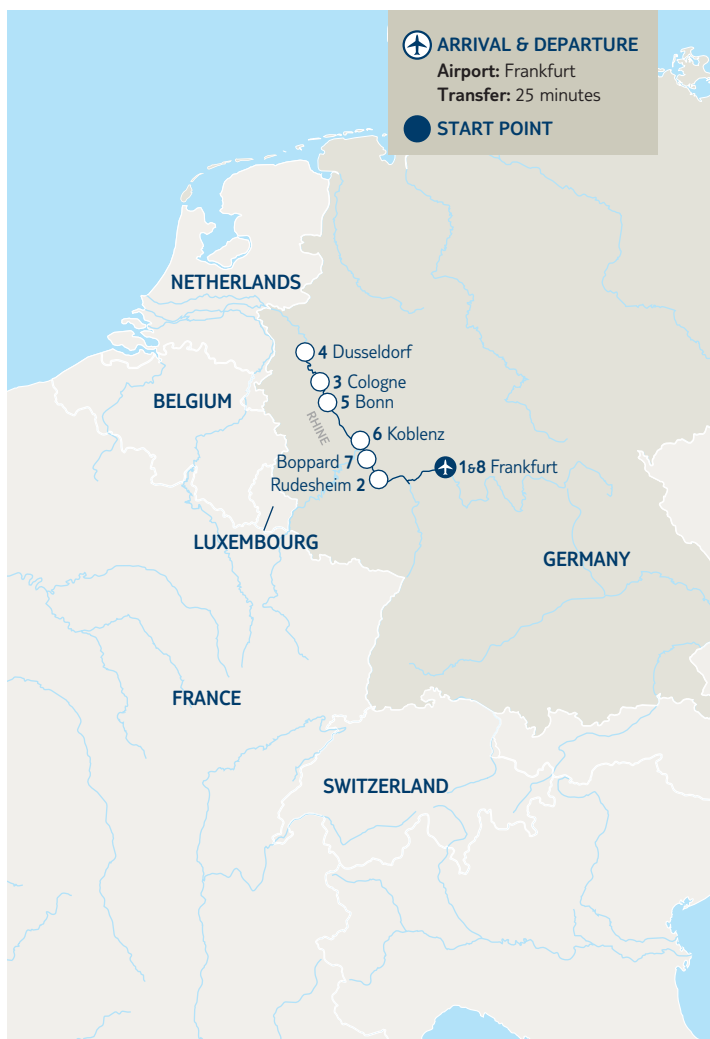 ARRIVAL & DEPARTURE
Airport: Frankfurt
Transfer: 25 minutes
START POINT
NETHERLANDS
4 Dusseldorf
3 Cologne
BELGIUM
5 Bonn
RHINE
6 Koblenz
Boppard 7
1&8 Frankfurt
Rudesheim 2
LUXEMBOURG
GERMANY
FRANCE
SWITZERLAND